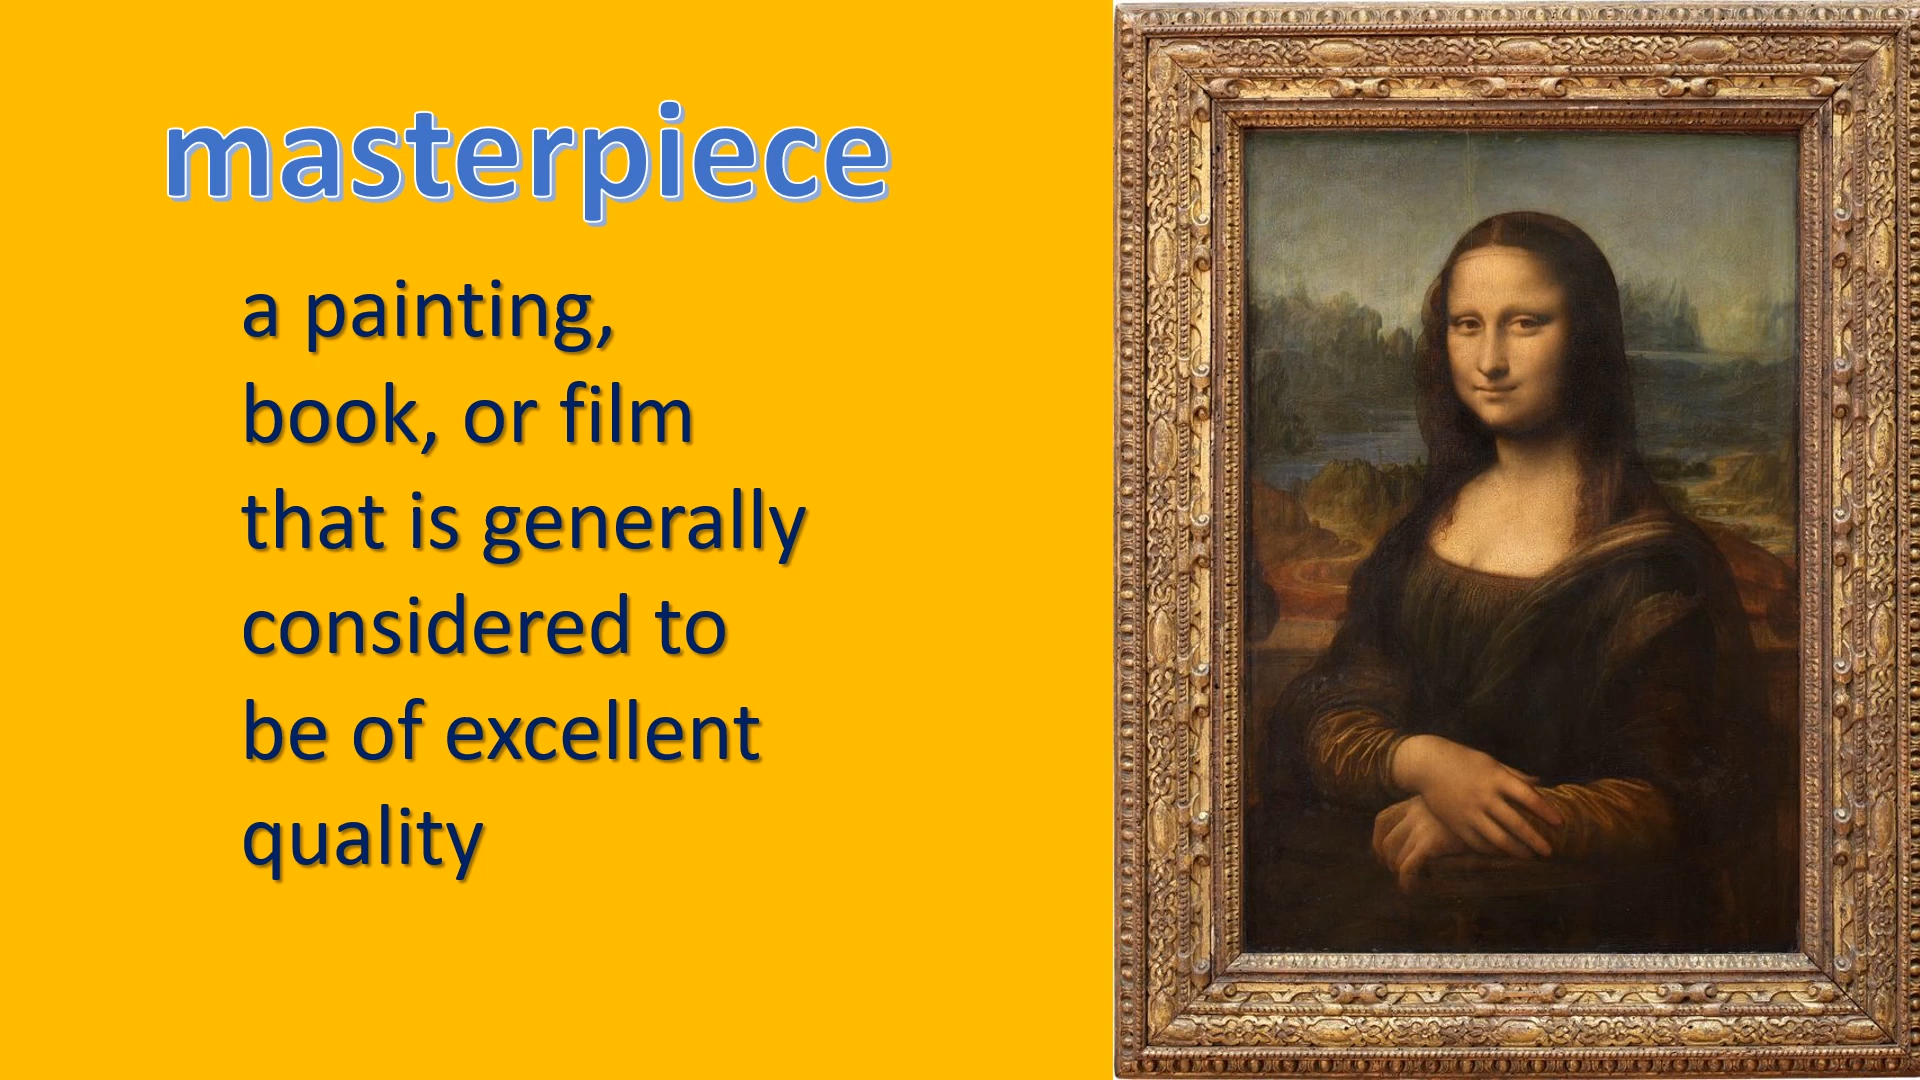 masterpiece
a painting,
book, or film
that is generally
considered to
be of excellent
quality